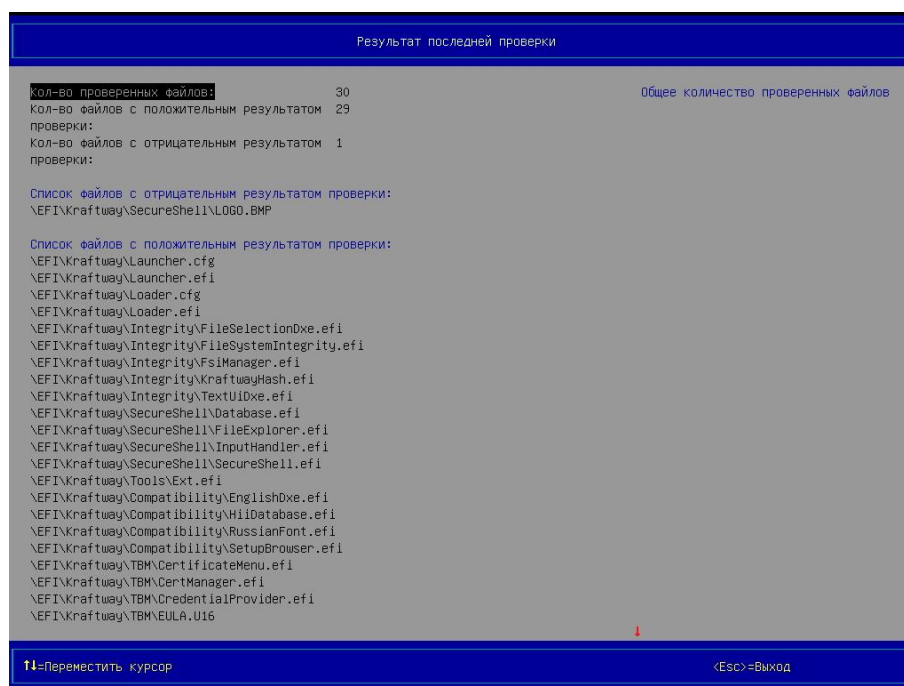 Результат последней проверки
Кол-во проверенных файлов: 30
Общее количество проверенных файлов
Кол-во файлов с положительным результатом 29
проверки:
Кол-во файлов с отрицательным результатом 1
проверки:
Список файлов с отрицательным результатом проверки:
\EFI\Kraftway\SecureShell\LOGO.BMP
Список файлов с положительным результатом проверки:
\EFI\Kraftway\Launcher.cfg
\EFI\Kraftway\Launcher.efi
\EFI\Kraftway\Loader.cfg
\EFI\Kraftway\Loader.efi
\EFI\Kraftway\Integrity\FileSelectionDxe.efi
\EFI\Kraftway\Integrity\FileSystemIntegrity.efi
\EFI\Kraftway\Integrity\FsiManager.efi
\EFI\Kraftway\Integrity\KraftwayHash.efi
\EFI\Kraftway\Integrity\TextUiDxe.efi
\EFI\Kraftway\SecureShell\Database.efi
\EFI\Kraftway\SecureShell\FileExplorer.efi
\EFI\Kraftway\SecureShell\InputHandler.efi
\EFI\Kraftway\SecureShell\SecureShell.efi
\EFI\Kraftway\Tools\Ext.efi
\EFI\Kraftway\Compatibility\EnglishDxe.efi
\EFI\Kraftway\Compatibility\HiiDatabase.efi
\EFI\Kraftway\Compatibility\RussianFont.efi
\EFI\Kraftway\Compatibility\SetupBrowser.efi
\EFI\Kraftway\TBM\CertificateMenu.efi
\EFI\Kraftway\TBM\CertManager.efi
\EFI\Kraftway\TBM\CredentialProvider.efi
\EFI\Kraftway\TBM\EULA.U16
↓
↑↓=Переместить курсор
<Esc>=Выход